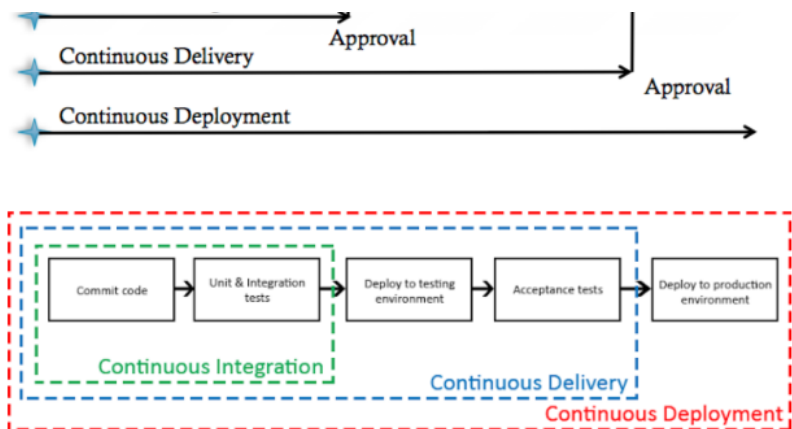 Approval
Continuous Delivery
Approval
Continuous Deployment
Commit code
Unit & Integration
tests
Deploy to testing
environment
Acceptance tests
Deploy to production
environment
Continuous Integration
Continuous Delivery
Continuous Deployment